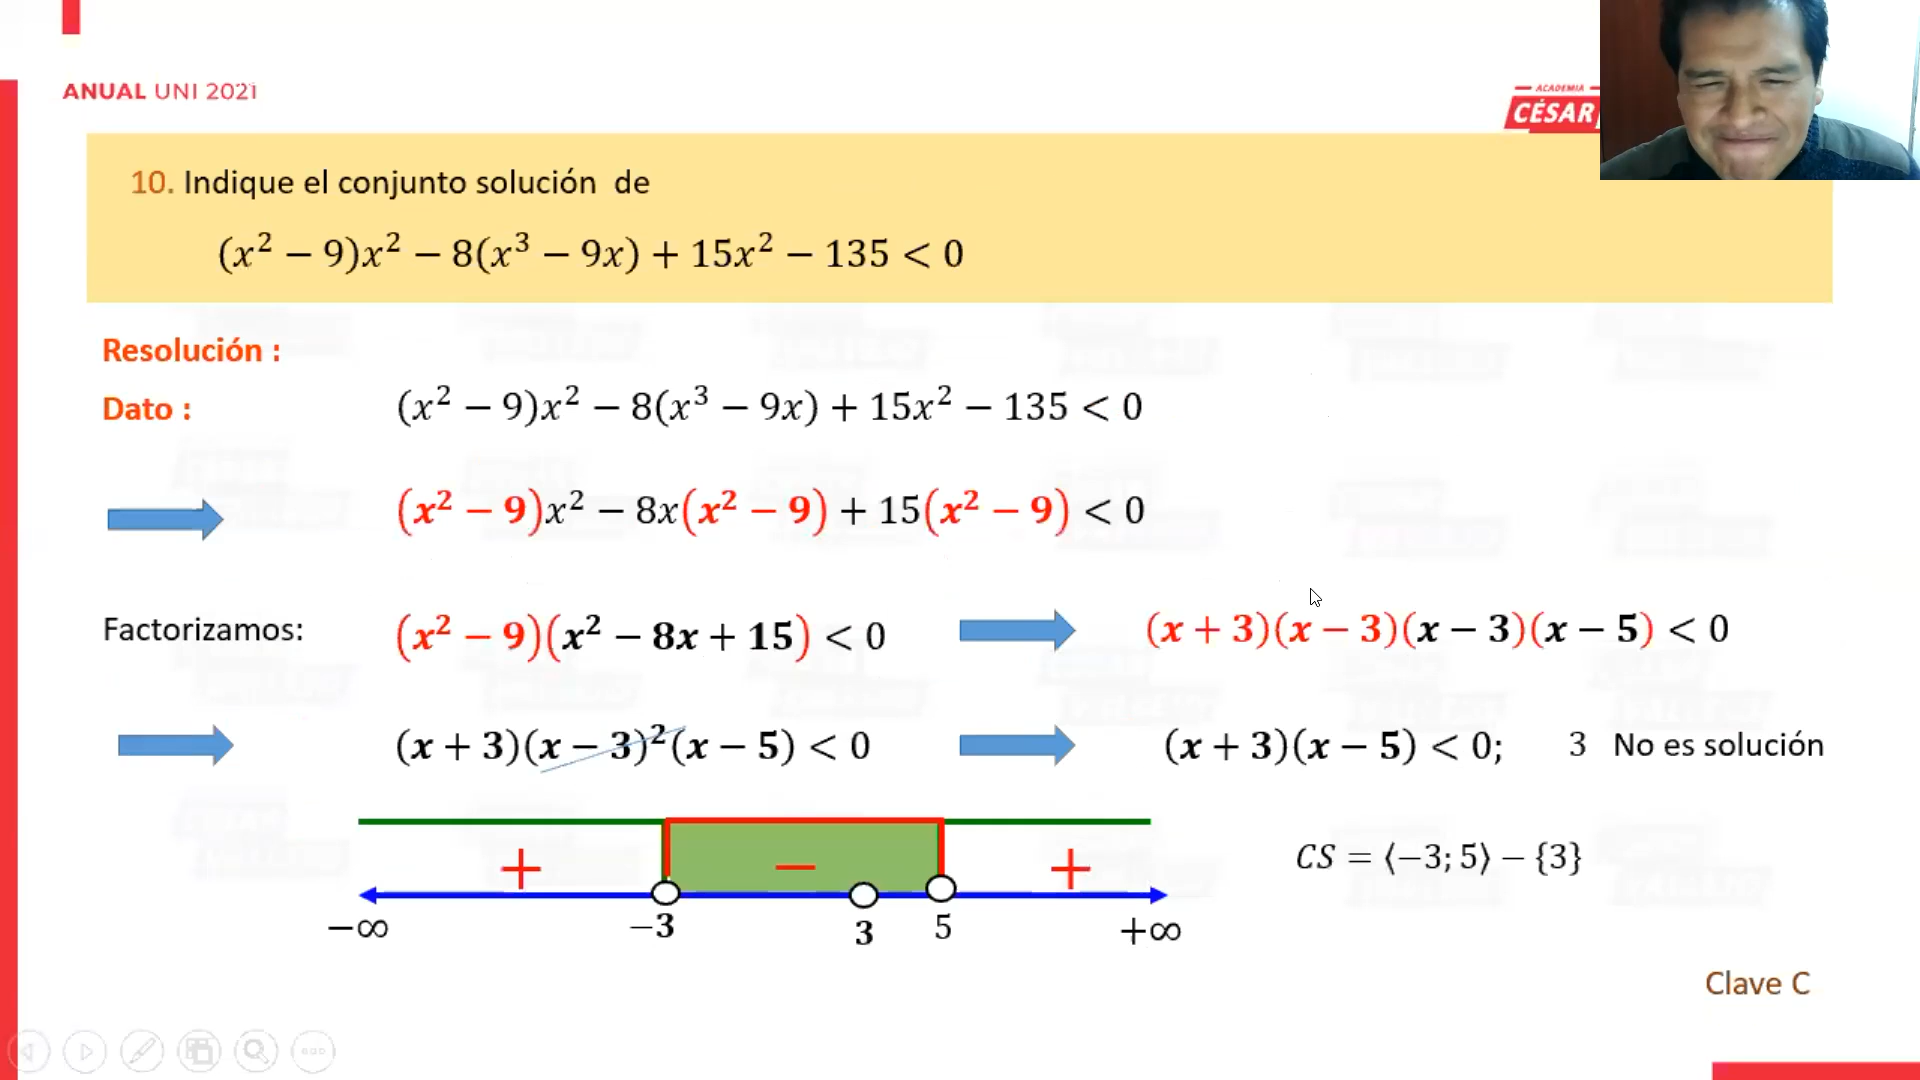 ANUAL UNI 2021
ACADEMIA
CÉSAR
10. Indique el conjunto solución de
(x² − 9)x² − 8(x³ − 9x) + 15x² − 135 < 0
Resolución :
Dato : (x² − 9)x² − 8(x³ − 9x) + 15x² − 135 < 0
(x² − 9)x² − 8x(x² − 9) + 15(x² − 9) < 0
Factorizamos: (x² − 9)(x² − 8x + 15) < 0 (x + 3)(x − 3)(x − 3)(x − 5) < 0
(x + 3)(x − 3)²(x − 5) < 0 (x + 3)(x − 5) < 0; 3 No es solución
+ − +
CS = ⟨−3; 5⟩ − {3}
−∞ −3 3 5 +∞
Clave C